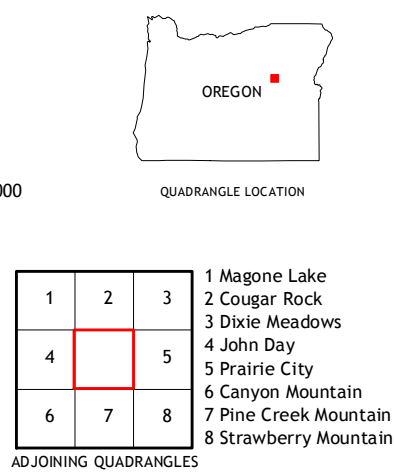 OREGON
000
QUADRANGLE LOCATION
1 2 3
4 5
6 7 8
1 Magone Lake
2 Cougar Rock
3 Dixie Meadows
4 John Day
5 Prairie City
6 Canyon Mountain
7 Pine Creek Mountain
8 Strawberry Mountain
ADJOINING QUADRANGLES